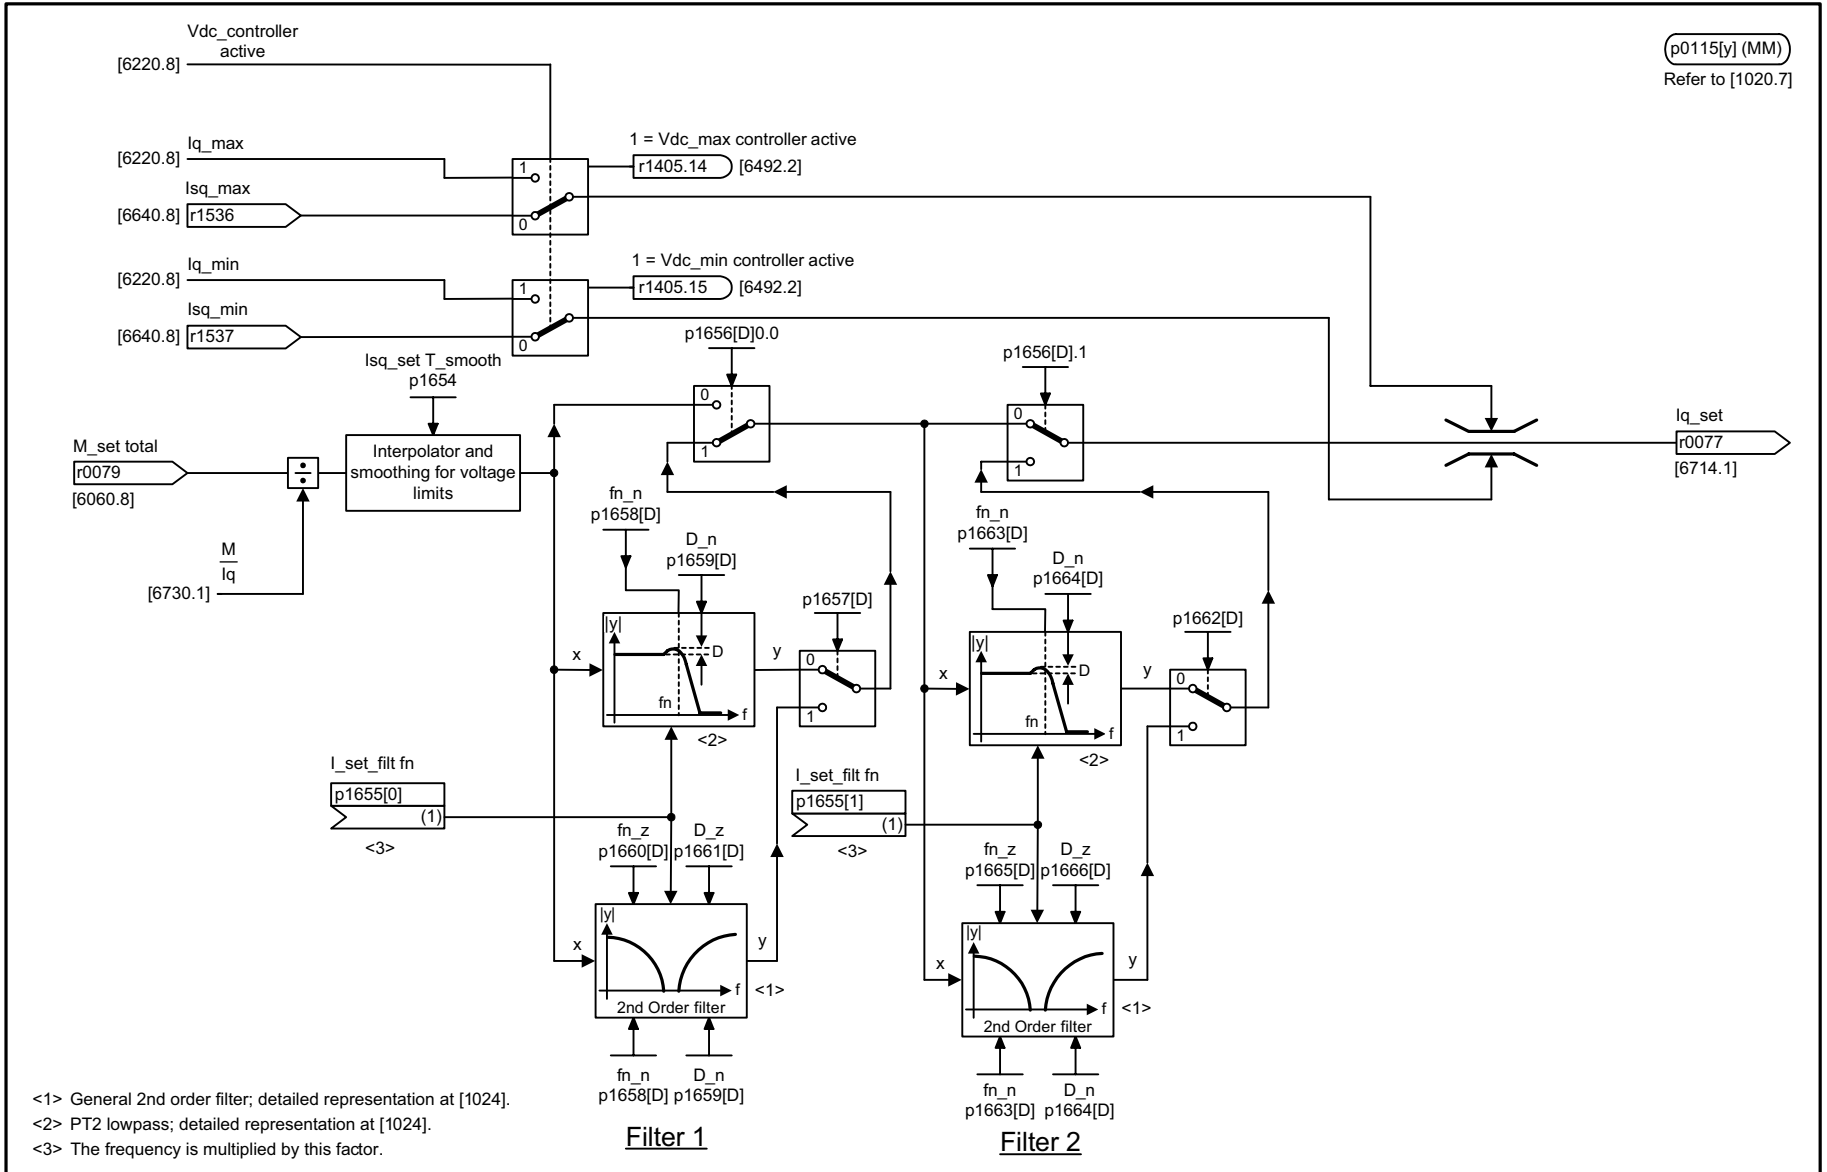 Vdc_controller
active
[6220.8]
p0115[y] (MM)
Refer to [1020.7]
Iq_max
[6220.8]
1
1 = Vdc_max controller active
r1405.14
[6492.2]
Isq_max
[6640.8]
r1536
0
Iq_min
[6220.8]
1
1 = Vdc_min controller active
r1405.15
[6492.2]
Isq_min
[6640.8]
r1537
0
Isq_set T_smooth
p1654
p1656[D]0.0
0
1
p1656[D].1
0
1
Iq_set
r0077
[6714.1]
M_set total
r0079
[6060.8]
÷
Interpolator and
smoothing for voltage
limits
M
Iq
[6730.1]
fn_n
p1658[D]
D_n
p1659[D]
p1657[D]
|y|
x
D
fn
f
y
0
1
<2>
fn_n
p1663[D]
D_n
p1664[D]
p1662[D]
|y|
x
D
fn
f
y
0
1
<2>
I_set_filt fn
p1655[0]
(1)
<3>
I_set_filt fn
p1655[1]
(1)
<3>
fn_z
p1660[D]
D_z
p1661[D]
|y|
x
f
y
<1>
2nd Order filter
fn_n
p1658[D]
D_n
p1659[D]
fn_z
p1665[D]
D_z
p1666[D]
|y|
x
f
y
<1>
2nd Order filter
fn_n
p1663[D]
D_n
p1664[D]
<1> General 2nd order filter; detailed representation at [1024].
<2> PT2 lowpass; detailed representation at [1024].
<3> The frequency is multiplied by this factor.
Filter 1
Filter 2